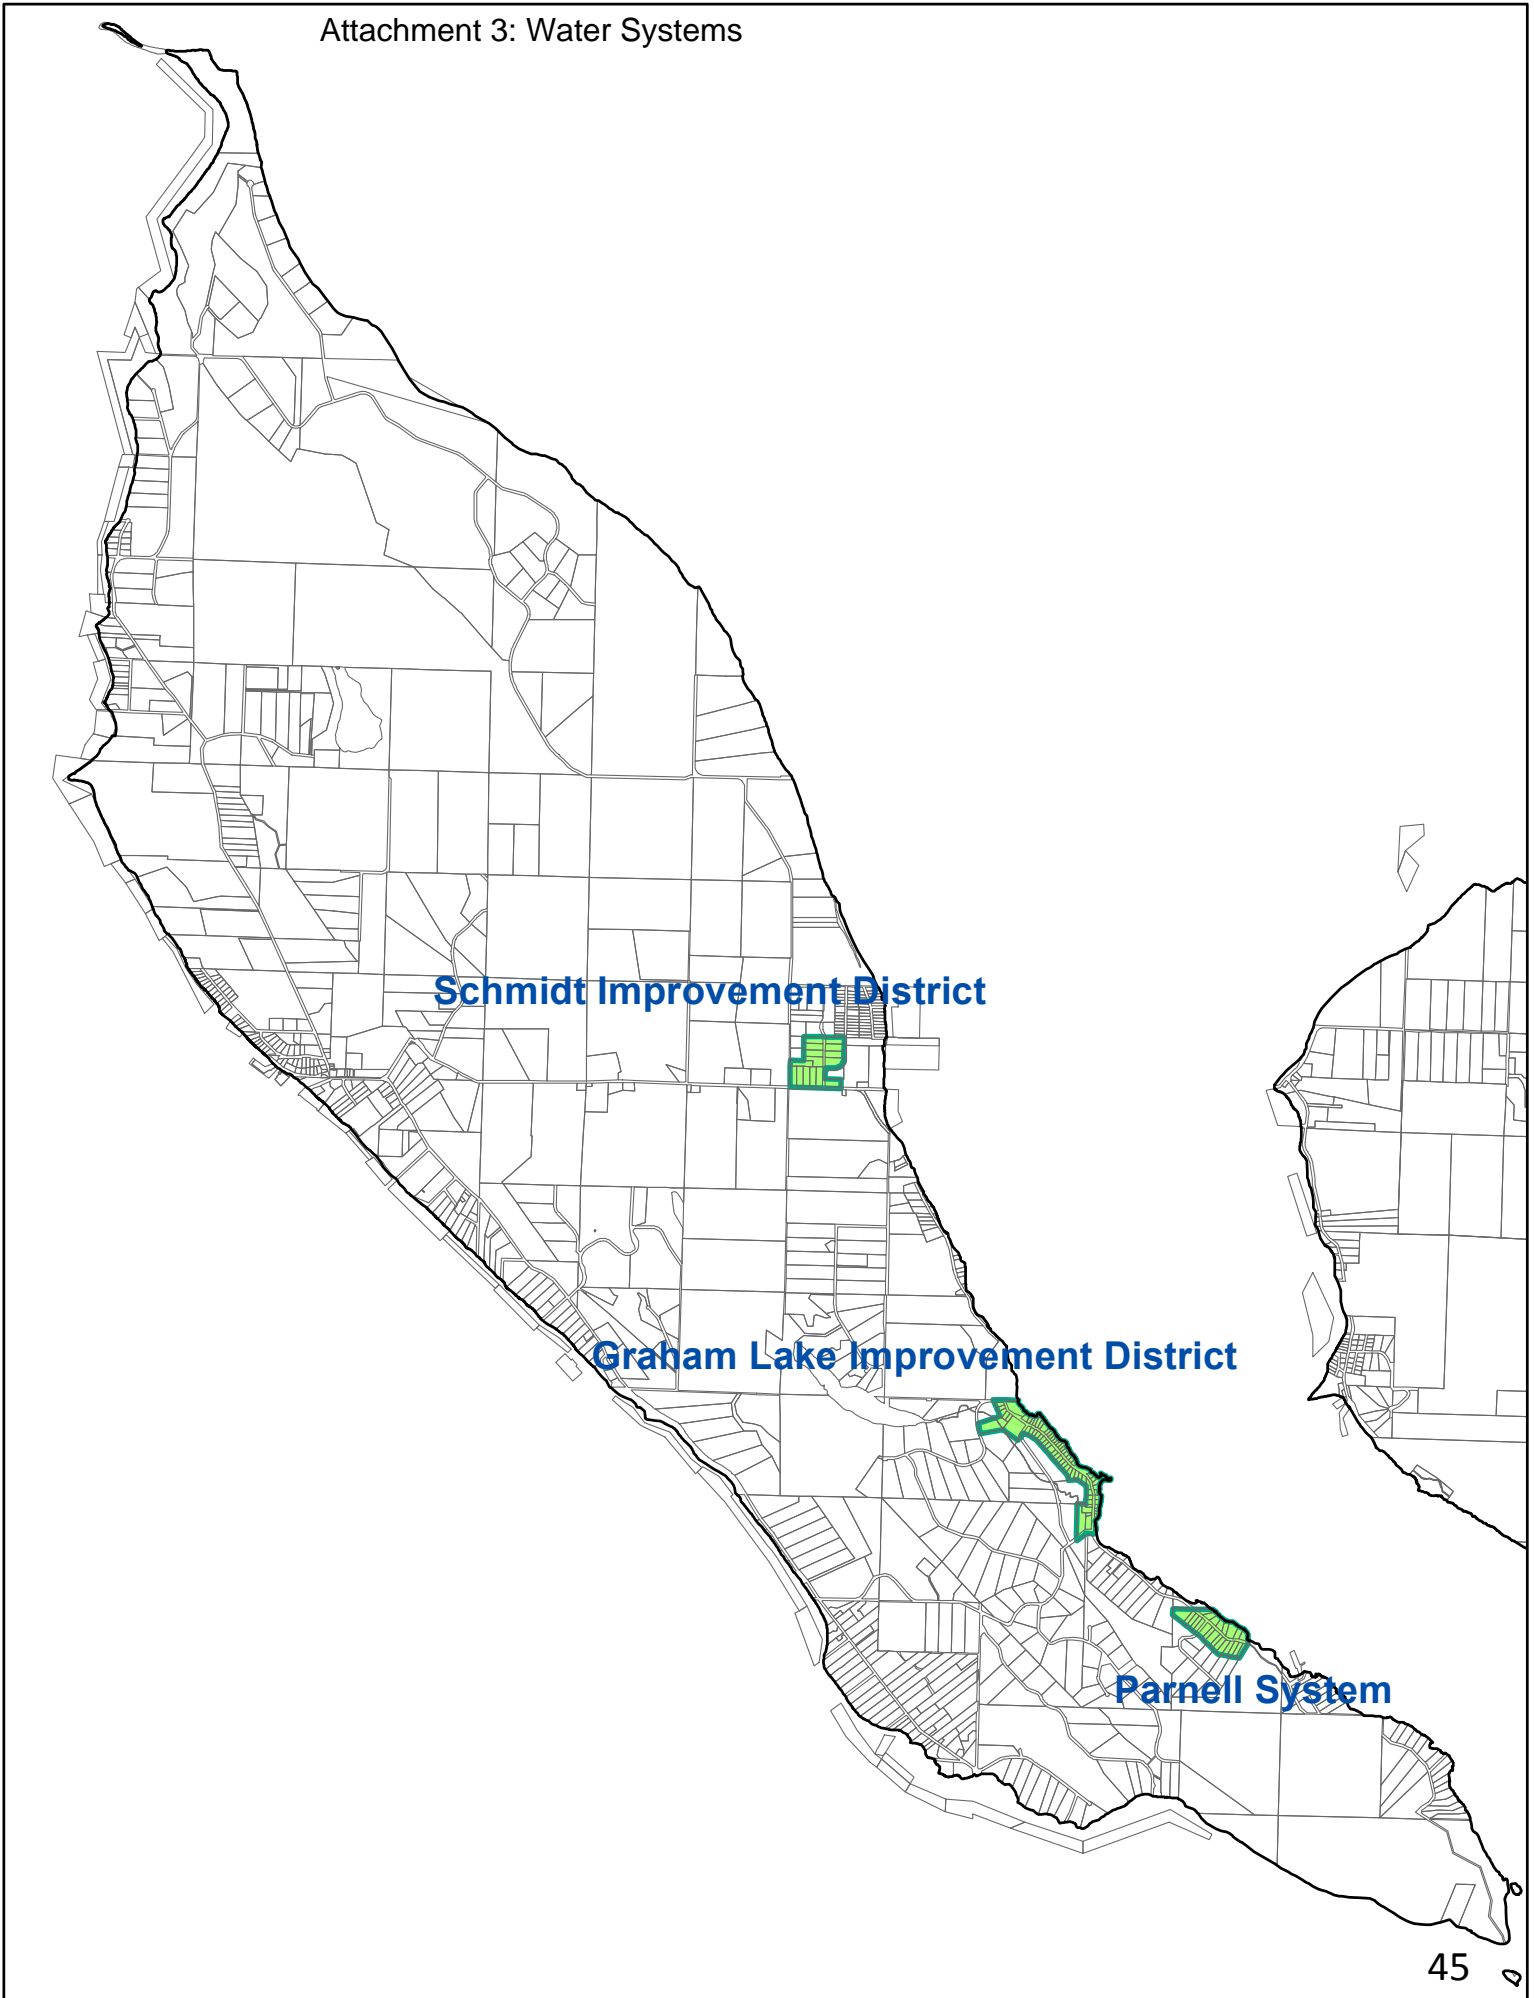 Attachment 3: Water Systems
Schmidt Improvement District
Graham Lake Improvement District
Parnell System
45